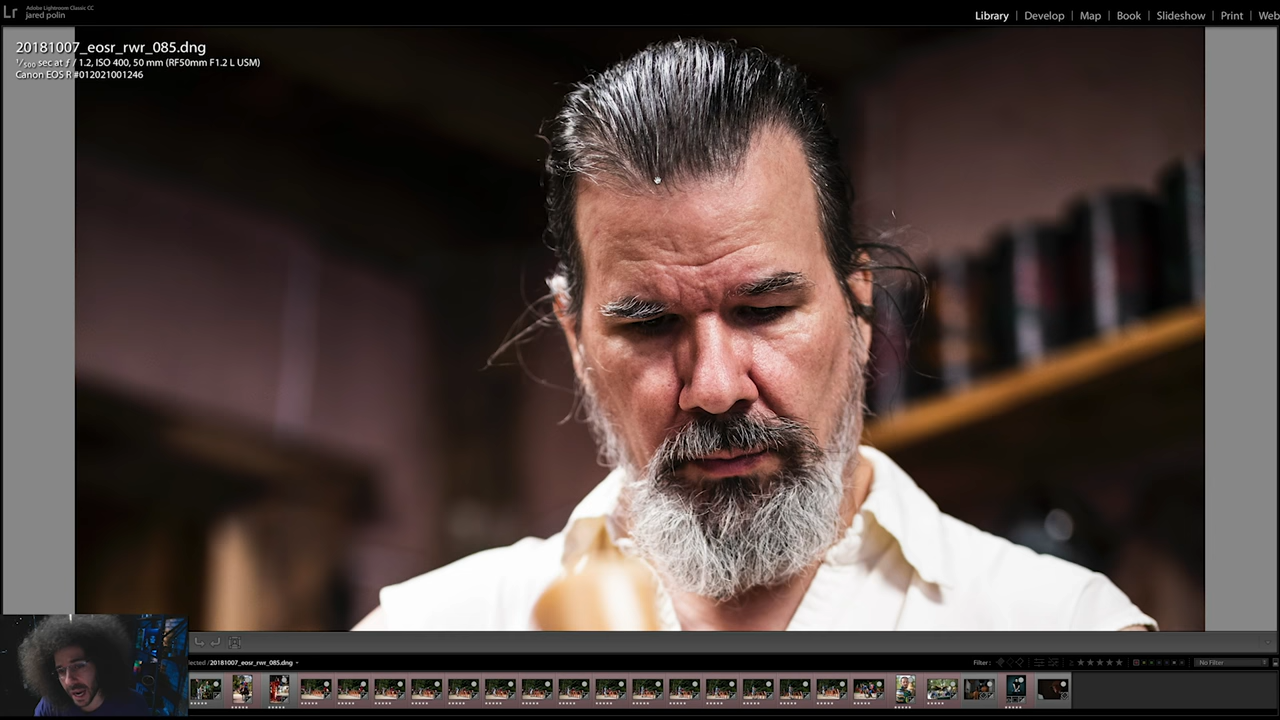 Lr
Adobe Lightroom Classic CC
jared polin
Library | Develop | Map | Book | Slideshow | Print | Web
20181007_eosr_rwr_085.dng
1/500 sec at ƒ / 1.2, ISO 400, 50 mm (RF50mm F1.2 L USM)
Canon EOS R #012021001246
lected / 20181007_eosr_rwr_085.dng
Filter:
No Filter